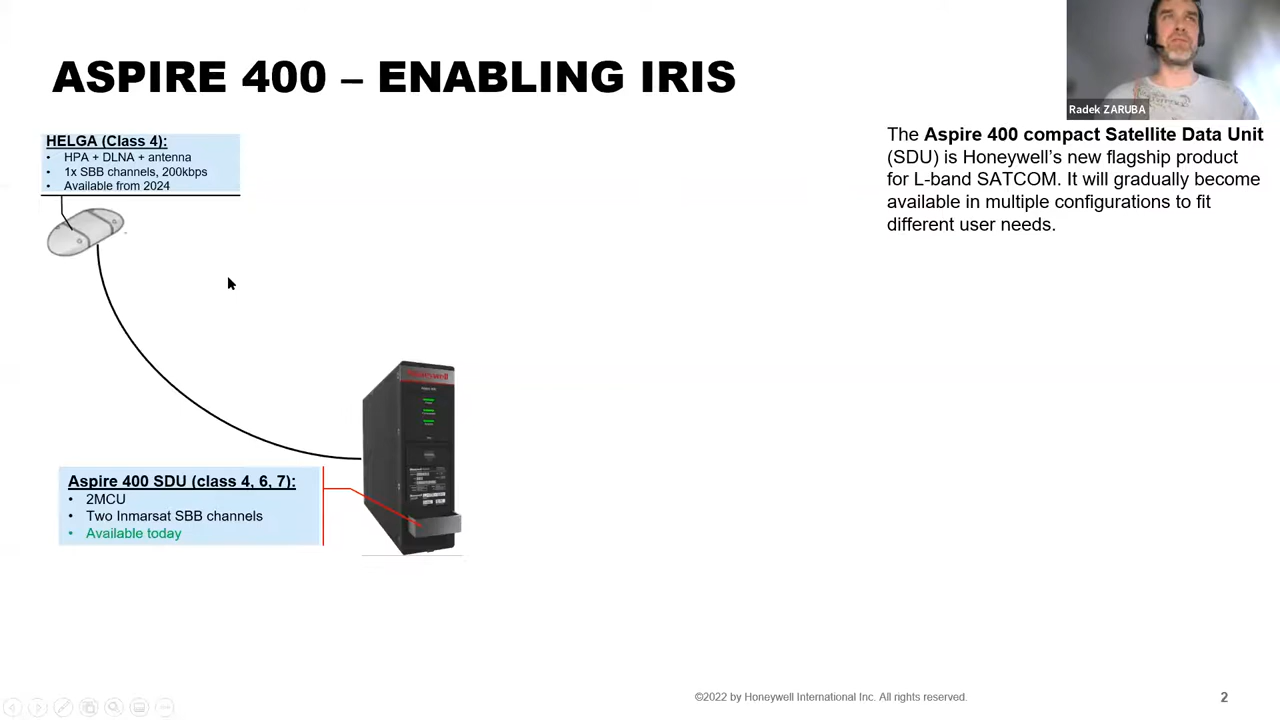 ASPIRE 400 – ENABLING IRIS
Radek ZARUBA
HELGA (Class 4):
• HPA + DLNA + antenna
• 1x SBB channels, 200kbps
• Available from 2024
The Aspire 400 compact Satellite Data Unit
(SDU) is Honeywell's new flagship product
for L-band SATCOM. It will gradually become
available in multiple configurations to fit
different user needs.
Honeywell
Aspire 400 SDU (class 4, 6, 7):
• 2MCU
• Two Inmarsat SBB channels
• Available today
©2022 by Honeywell International Inc. All rights reserved.
2